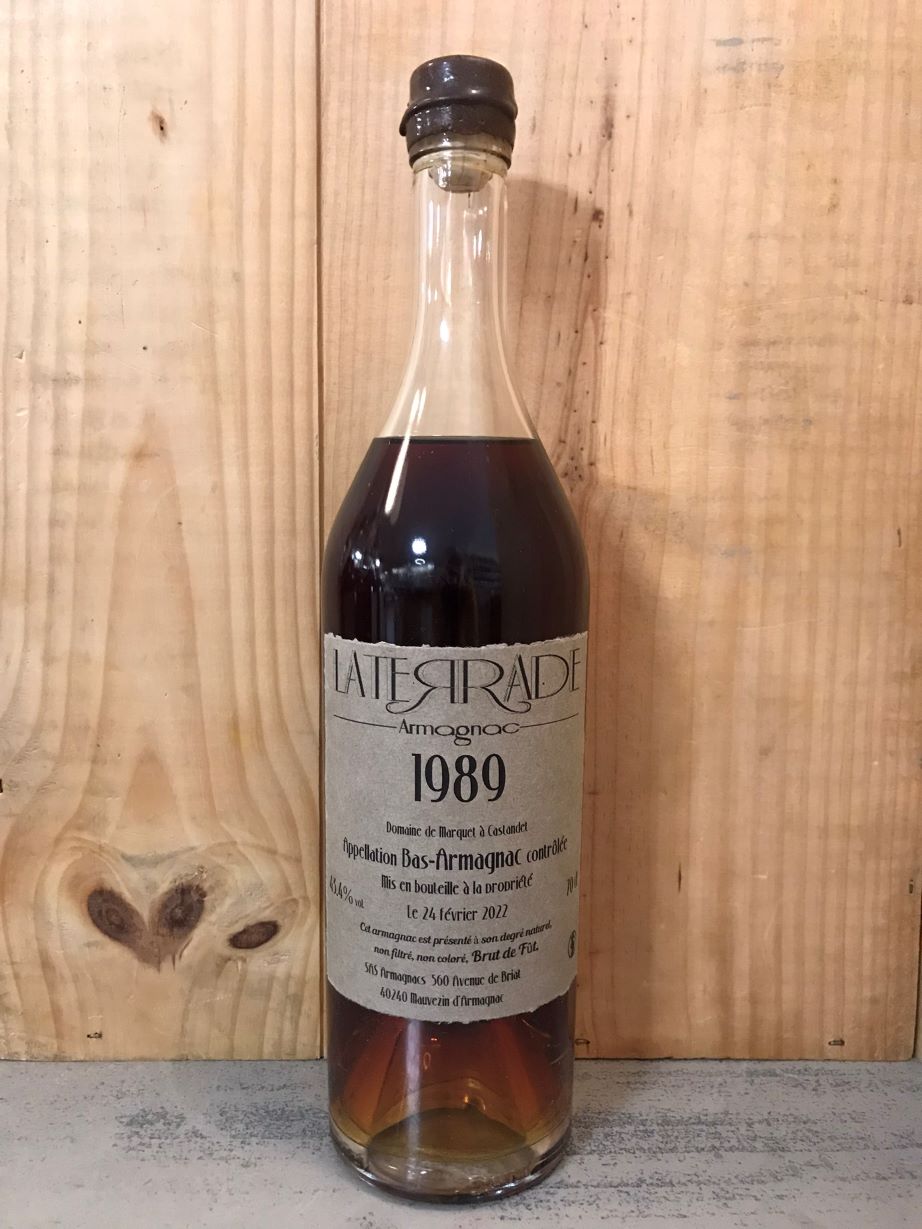 LATERRADE
Armagnac
1989
Domaine de Marquet à Castandet
Appellation Bas-Armagnac contrôlée
Mis en bouteille à la propriété
% vol. 70 cl
Le 24 février 2022
Cet armagnac est présenté à son degré naturel,
non filtré, non coloré, Brut de Fût.
SAS Armagnacs 560 Avenue de Briat
40240 Mauvezin d'Armagnac